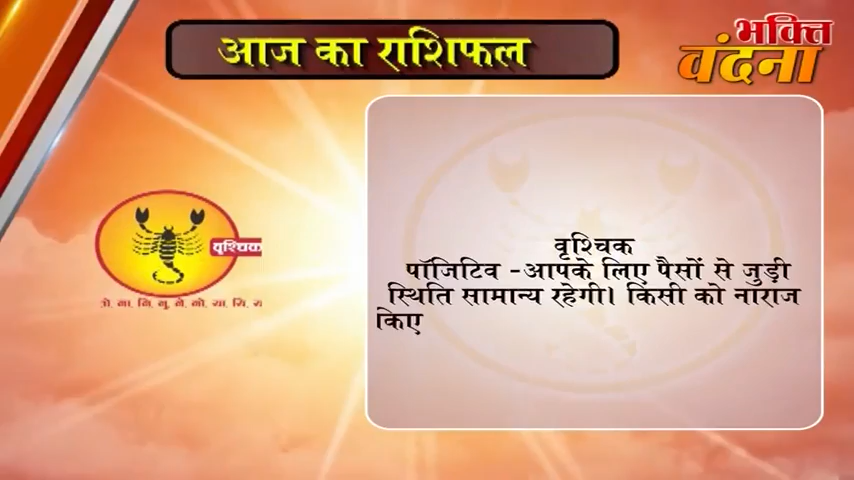 आज का राशिफल
भक्ति
वंदना
वृश्चिक
पॉजिटिव -आपके लिए पैसों से जुड़ी
स्थिति सामान्य रहेगी। किसी को नाराज
किए
वृश्चिक